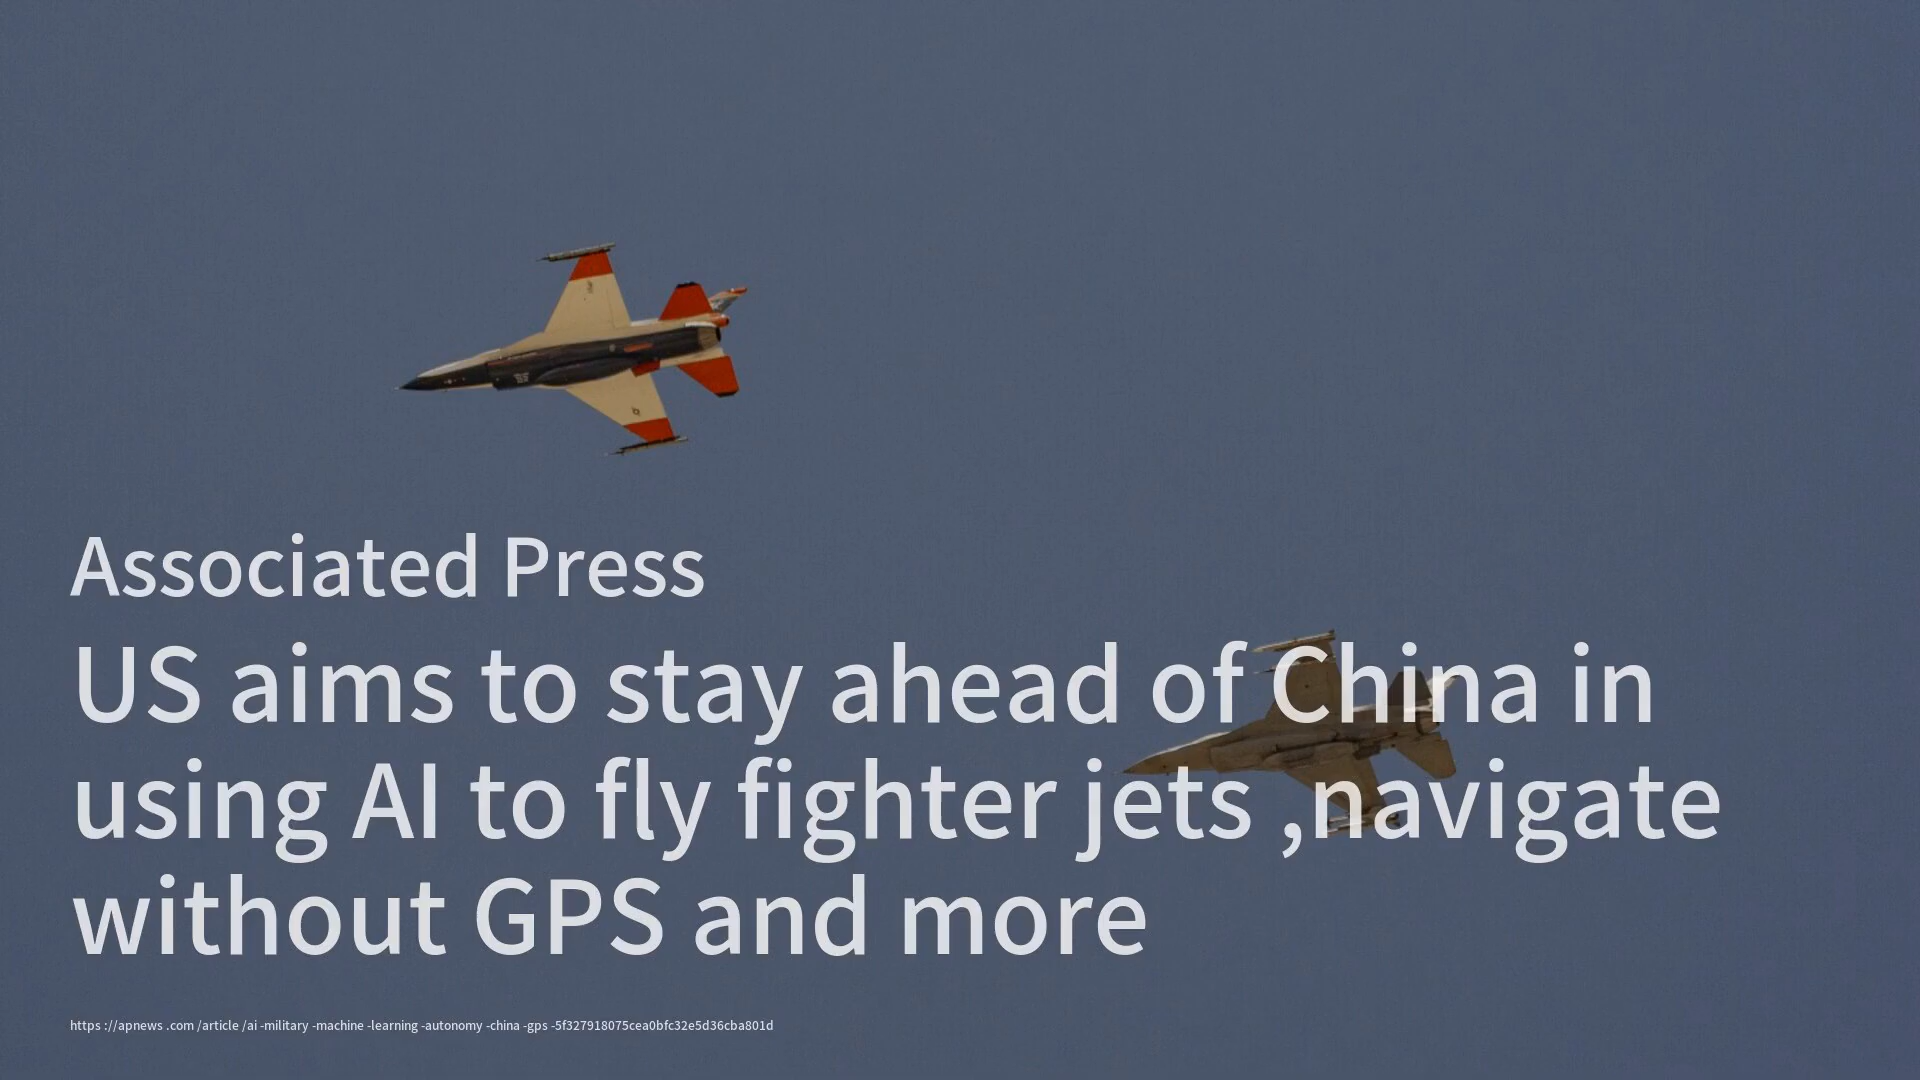 Associated Press
US aims to stay ahead of China in
using AI to fly fighter jets ,navigate
without GPS and more
https ://apnews .com /article /ai -military -machine -learning -autonomy -china -gps -5f327918075cea0bfc32e5d36cba801d